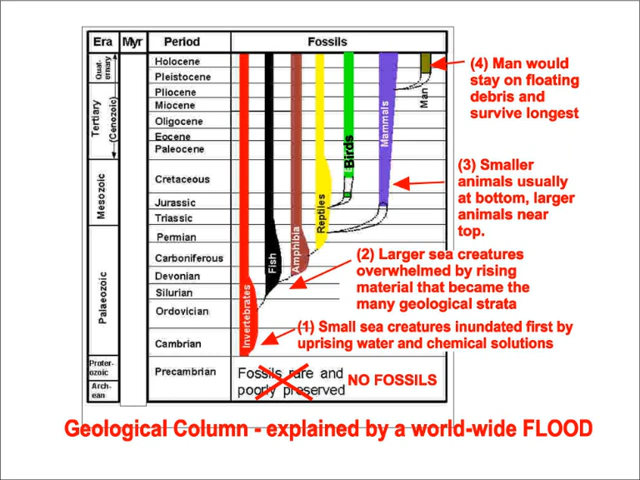 Era Myr Period Fossils
Quat-
ernary
Holocene
Pleistocene
(4) Man would
stay on floating
debris and
survive longest
Tertiary
(Cenozoic)
Pliocene
Miocene
Oligocene
Eocene
Paleocene
Man
Mammals
Birds
Mesozoic
Cretaceous
Jurassic
Triassic
Reptiles
(3) Smaller
animals usually
at bottom, larger
animals near
top.
Palaeozoic
Permian
Carboniferous
Devonian
Silurian
Ordovician
Cambrian
Amphibia
Fish
Invertebrates
(2) Larger sea creatures
overwhelmed by rising
material that became the
many geological strata
(1) Small sea creatures inundated first by
uprising water and chemical solutions
Proter-
ozoic
Arch-
ean
Precambrian
Fossils rare and
poorly preserved
NO FOSSILS
Geological Column - explained by a world-wide FLOOD